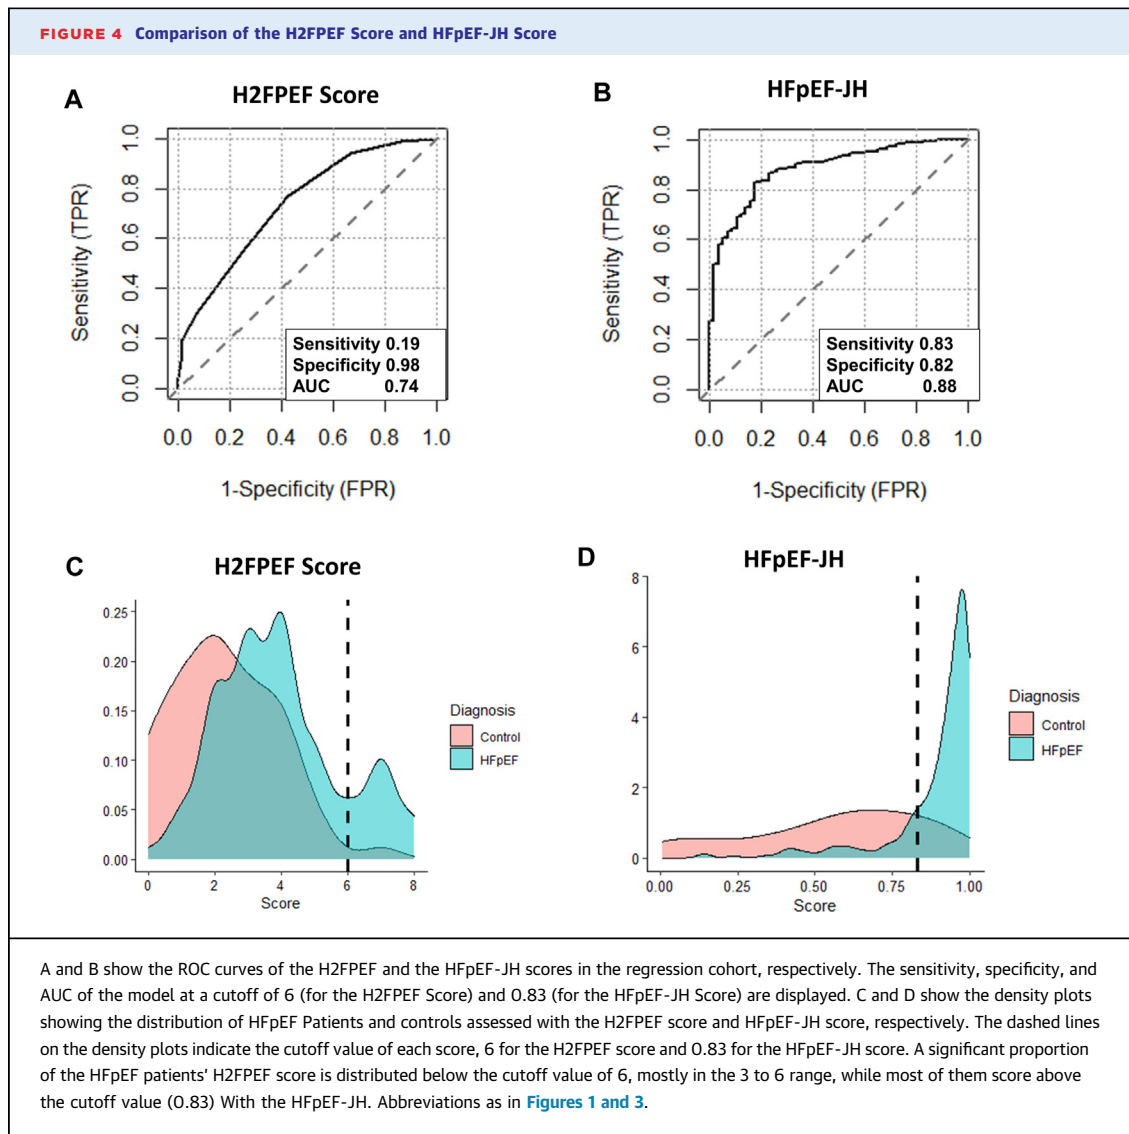 FIGURE 4 Comparison of the H2FPEF Score and HFpEF-JH Score
A
H2FPEF Score
Sensitivity (TPR)
1.0
0.8
0.6
0.4
0.2
0.0
Sensitivity 0.19
Specificity 0.98
AUC 0.74
0.0 0.2 0.4 0.6 0.8 1.0
1-Specificity (FPR)
B
HFpEF-JH
Sensitivity (TPR)
1.0
0.8
0.6
0.4
0.2
0.0
Sensitivity 0.83
Specificity 0.82
AUC 0.88
0.0 0.2 0.4 0.6 0.8 1.0
1-Specificity (FPR)
C
H2FPEF Score
0.25
0.20
0.15
0.10
0.05
0.00
0 2 4 6 8
Score
Diagnosis
Control
HFpEF
D
HFpEF-JH
8
6
4
2
0
0.00 0.25 0.50 0.75 1.00
Score
Diagnosis
Control
HFpEF
A and B show the ROC curves of the H2FPEF and the HFpEF-JH scores in the regression cohort, respectively. The sensitivity, specificity, and
AUC of the model at a cutoff of 6 (for the H2FPEF Score) and 0.83 (for the HFpEF-JH Score) are displayed. C and D show the density plots
showing the distribution of HFpEF Patients and controls assessed with the H2FPEF score and HFpEF-JH score, respectively. The dashed lines
on the density plots indicate the cutoff value of each score, 6 for the H2FPEF score and 0.83 for the HFpEF-JH score. A significant proportion
of the HFpEF patients' H2FPEF score is distributed below the cutoff value of 6, mostly in the 3 to 6 range, while most of them score above
the cutoff value (0.83) With the HFpEF-JH. Abbreviations as in Figures 1 and 3.